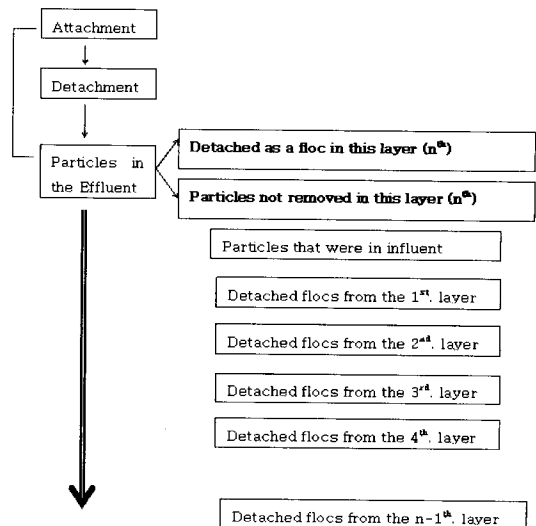 Attachment
Detachment
Particles in
the Effluent
Detached as a floc in this layer (nth)
Particles not removed in this layer (nth)
Particles that were in influent
Detached flocs from the 1st. layer
Detached flocs from the 2nd. layer
Detached flocs from the 3rd. layer
Detached flocs from the 4th. layer
Detached flocs from the n-1th. layer